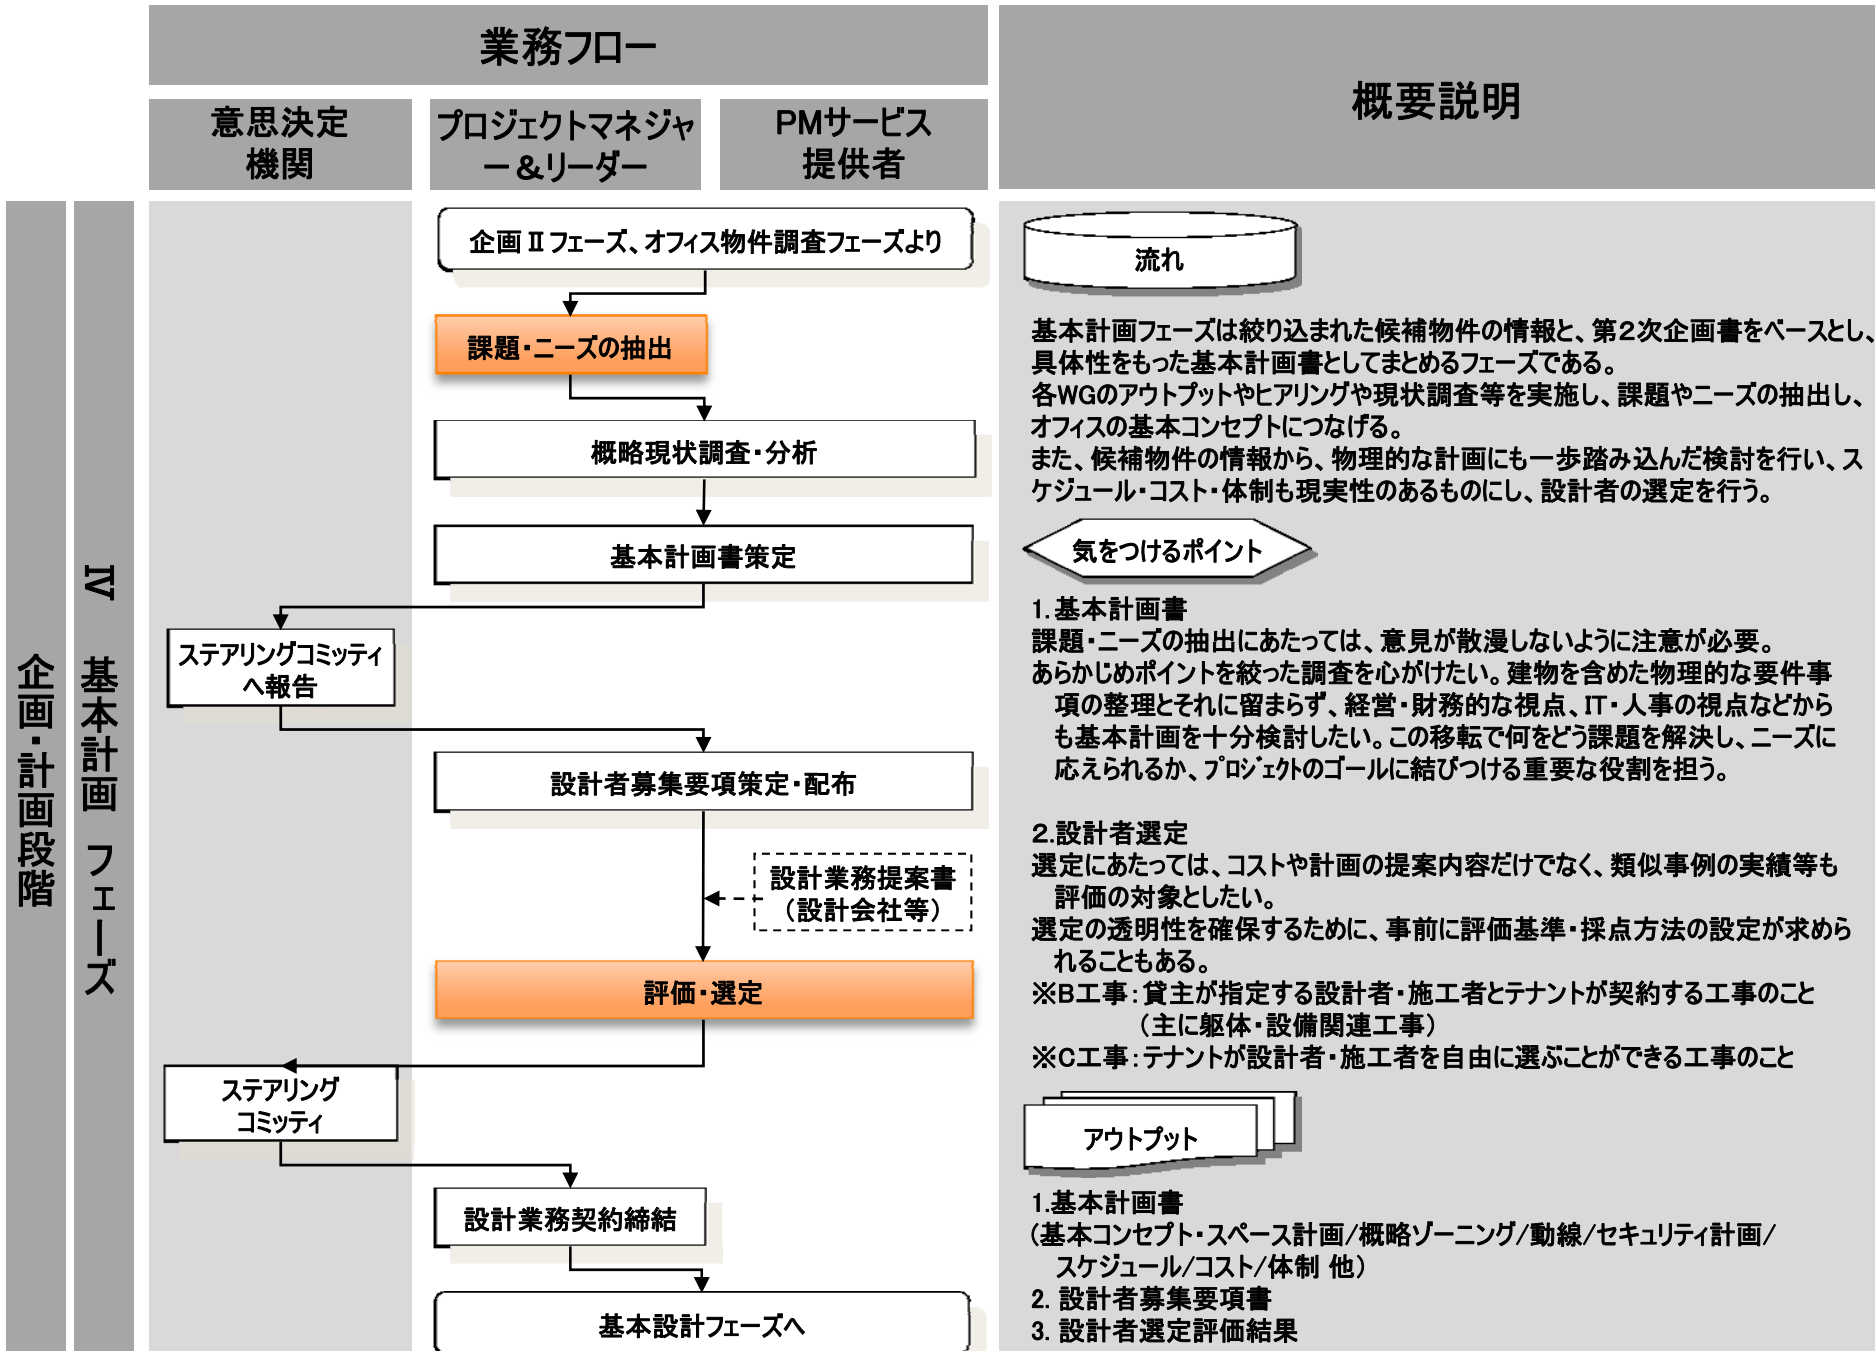 業務フロー
概要説明
意思決定
機関
プロジェクトマネジャ
ー＆リーダー
PMサービス
提供者
企画・計画段階
Ⅳ 基本計画 フェーズ
企画Ⅱフェーズ、オフィス物件調査フェーズより
課題・ニーズの抽出
概略現状調査・分析
基本計画書策定
ステアリングコミッティ
へ報告
設計者募集要項策定・配布
設計業務提案書
（設計会社等）
評価・選定
ステアリング
コミッティ
設計業務契約締結
基本設計フェーズへ
流れ
基本計画フェーズは絞り込まれた候補物件の情報と、第２次企画書をベースとし、
具体性をもった基本計画書としてまとめるフェーズである。
各WGのアウトプットやヒアリングや現状調査等を実施し、課題やニーズの抽出し、
オフィスの基本コンセプトにつなげる。
また、候補物件の情報から、物理的な計画にも一歩踏み込んだ検討を行い、ス
ケジュール・コスト・体制も現実性のあるものにし、設計者の選定を行う。
気をつけるポイント
1.基本計画書
課題・ニーズの抽出にあたっては、意見が散漫しないように注意が必要。
あらかじめポイントを絞った調査を心がけたい。建物を含めた物理的な要件事
項の整理とそれに留まらず、経営・財務的な視点、IT・人事の視点などから
も基本計画を十分検討したい。この移転で何をどう課題を解決し、ニーズに
応えられるか、プロジェクトのゴールに結びつける重要な役割を担う。
２.設計者選定
選定にあたっては、コストや計画の提案内容だけでなく、類似事例の実績等も
評価の対象としたい。
選定の透明性を確保するために、事前に評価基準・採点方法の設定が求めら
れることもある。
※B工事：貸主が指定する設計者・施工者とテナントが契約する工事のこと
（主に躯体・設備関連工事）
※C工事：テナントが設計者・施工者を自由に選ぶことができる工事のこと
アウトプット
1.基本計画書
（基本コンセプト・スペース計画/概略ゾーニング/動線/セキュリティ計画/
スケジュール/コスト/体制 他）
2. 設計者募集要項書
3. 設計者選定評価結果